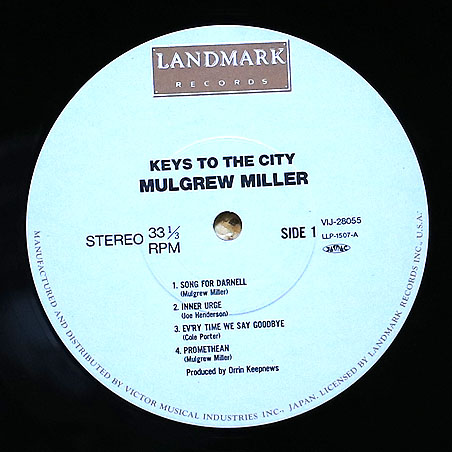 LANDMARK
RECORDS
KEYS TO THE CITY
MULGREW MILLER
STEREO 33 1/3 RPM
SIDE 1
VIJ-28055
LLP-1507-A
1. SONG FOR DARNELL
(Mulgrew Miller)
2. INNER URGE
(Joe Henderson)
3. EV'RY TIME WE SAY GOODBYE
(Cole Porter)
4. PROMETHEAN
(Mulgrew Miller)
Produced by Orrin Keepnews
MANUFACTURED AND DISTRIBUTED BY VICTOR MUSICAL INDUSTRIES INC., JAPAN. LICENSED BY LANDMARK RECORDS INC., U.S.A.